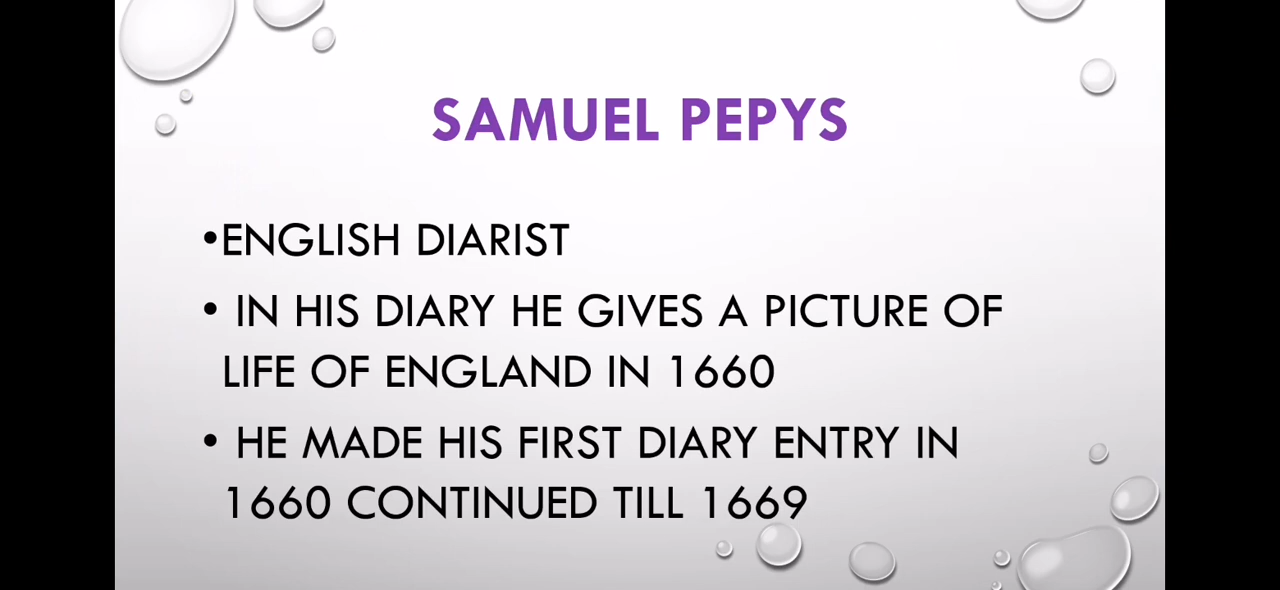 SAMUEL PEPYS
•ENGLISH DIARIST
• IN HIS DIARY HE GIVES A PICTURE OF
LIFE OF ENGLAND IN 1660
• HE MADE HIS FIRST DIARY ENTRY IN
1660 CONTINUED TILL 1669